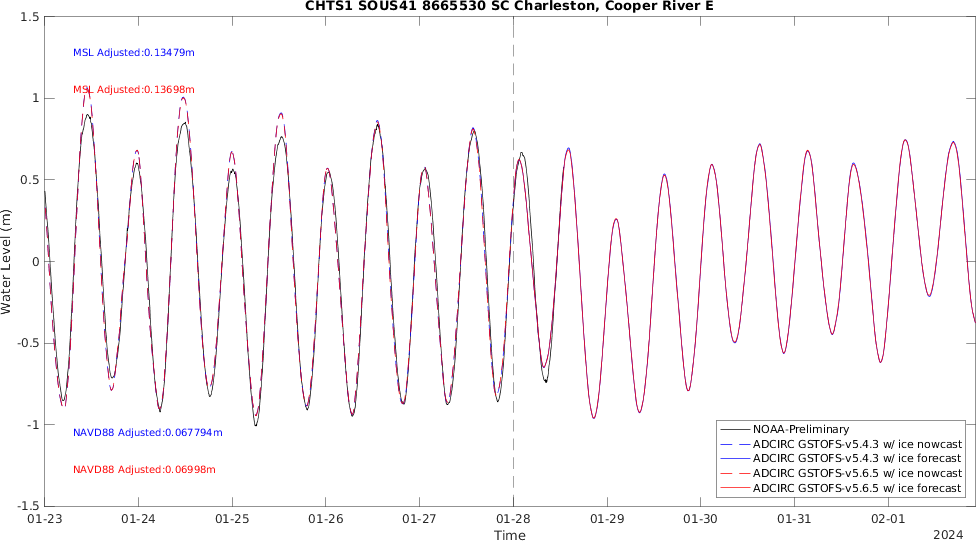 CHTS1 SOUS41 8665530 SC Charleston, Cooper River E
1.5
1
0.5
0
-0.5
-1
-1.5
Water Level (m)
MSL Adjusted:0.13479m
MSL Adjusted:0.13698m
NAVD88 Adjusted:0.067794m
NAVD88 Adjusted:0.06998m
NOAA-Preliminary
ADCIRC GSTOFS-v5.4.3 w/ ice nowcast
ADCIRC GSTOFS-v5.4.3 w/ ice forecast
ADCIRC GSTOFS-v5.6.5 w/ ice nowcast
ADCIRC GSTOFS-v5.6.5 w/ ice forecast
01-23 01-24 01-25 01-26 01-27 01-28 01-29 01-30 01-31 02-01
Time
2024